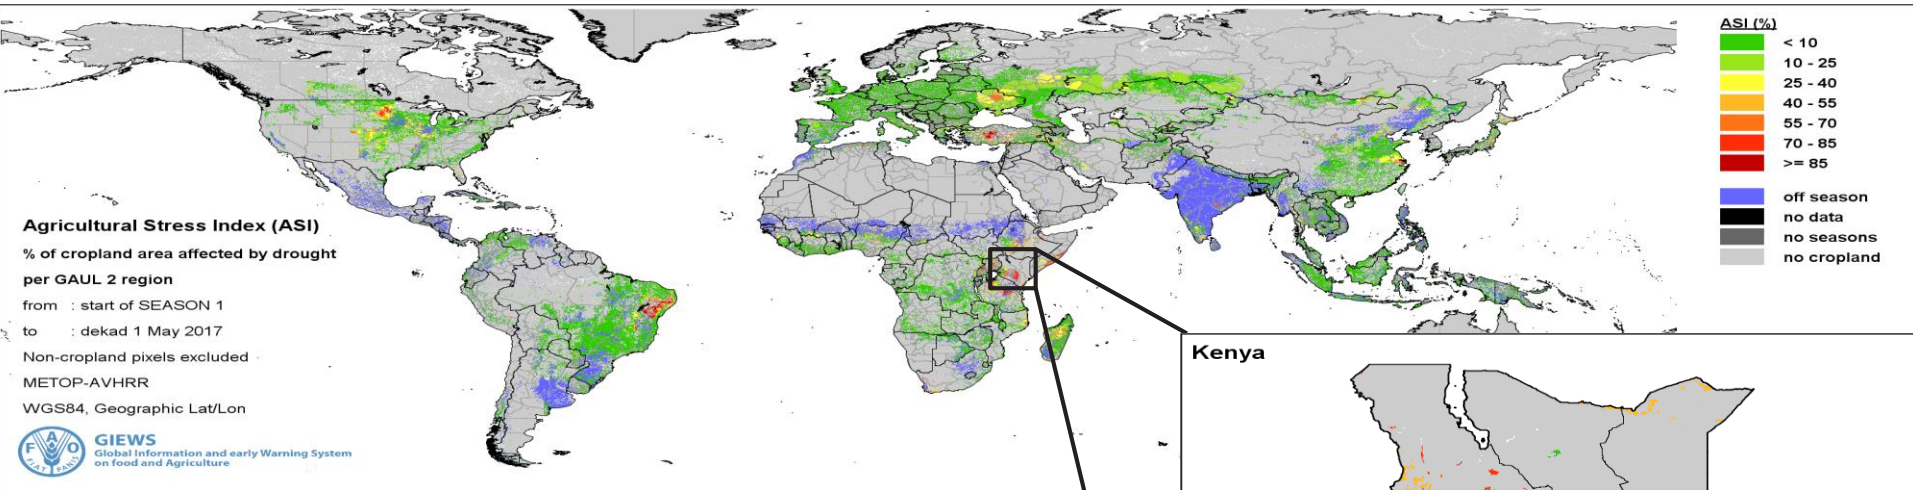 ASI (%)
< 10
10 - 25
25 - 40
40 - 55
55 - 70
70 - 85
>= 85
off season
no data
no seasons
no cropland
Agricultural Stress Index (ASI)
% of cropland area affected by drought
per GAUL 2 region
from : start of SEASON 1
to : dekad 1 May 2017
Non-cropland pixels excluded
METOP-AVHRR
WGS84, Geographic Lat/Lon
F A O
FIAT PANIS
GIEWS
Global Information and early Warning System
on food and Agriculture
Kenya